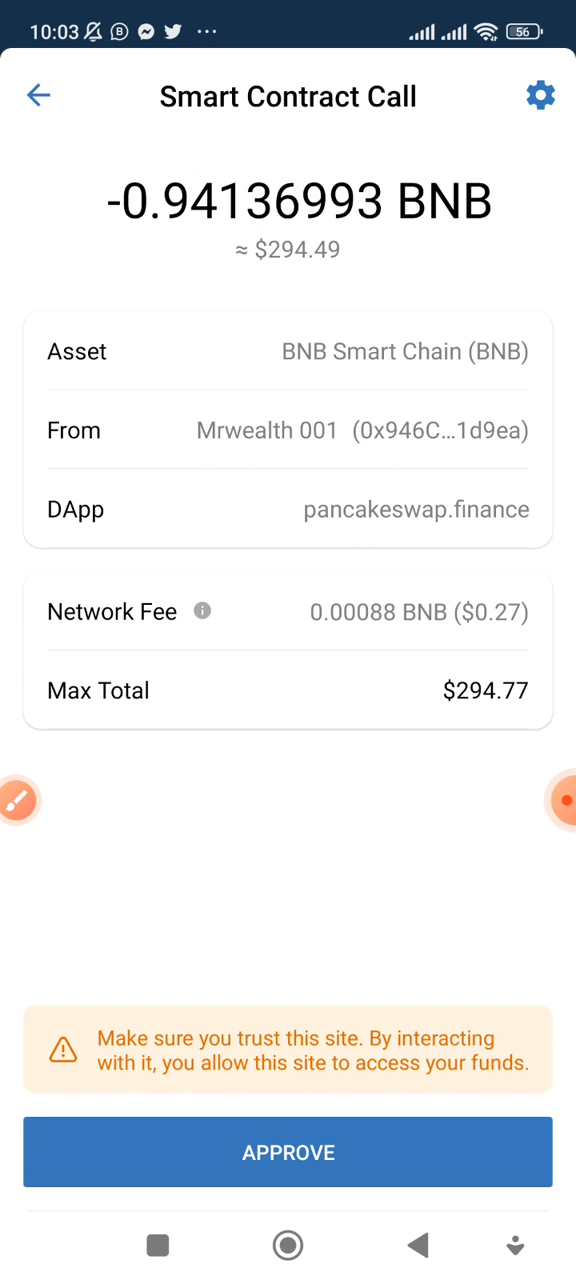 10:03
56
Smart Contract Call
-0.94136993 BNB
≈ $294.49
Asset BNB Smart Chain (BNB)
From Mrwealth 001 (0x946C...1d9ea)
DApp pancakeswap.finance
Network Fee 0.00088 BNB ($0.27)
Max Total $294.77
Make sure you trust this site. By interacting
with it, you allow this site to access your funds.
APPROVE